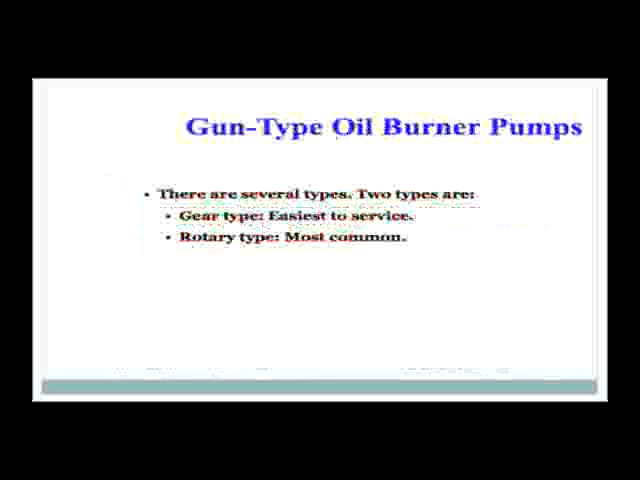 Gun-Type Oil Burner Pumps
• There are several types. Two types are:
• Gear type: Easiest to service.
• Rotary type: Most common.